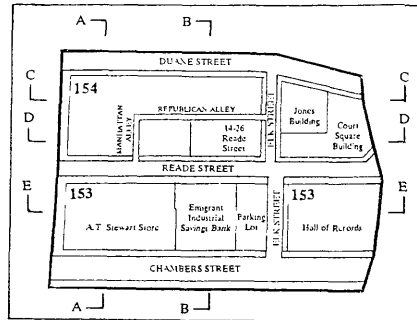 A
B
DUANE STREET
C
C
154
REPUBLICAN ALLEY
Jones
Building
D
D
MANHATTAN
ALLEY
14-26
Reade
Street
ELK STREET
Court
Square
Building
READE STREET
E
E
153
153
Emigrant
Industrial
Savings Bank
A.T. Stewart Store
Parking
Lot
ELK STREET
Hall of Records
CHAMBERS STREET
A
B